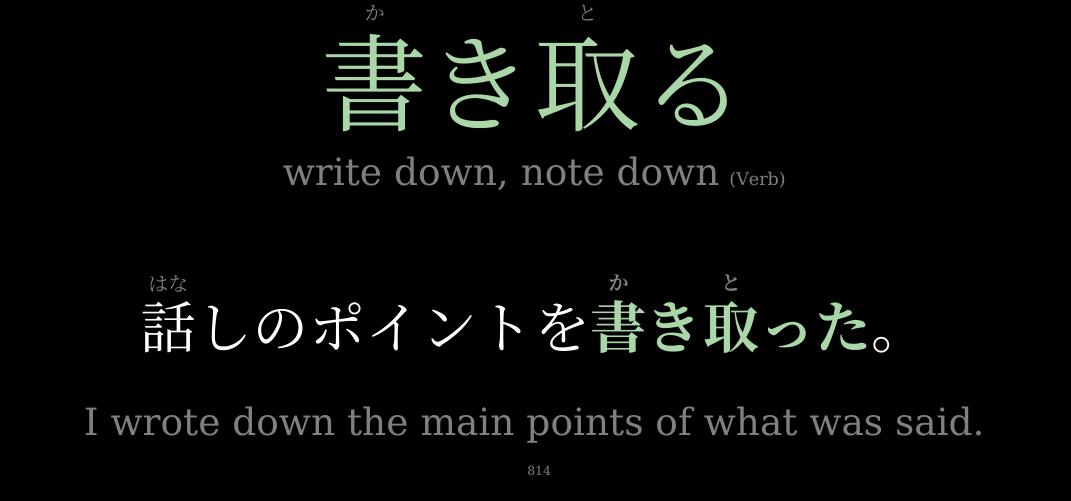 か と
書き取る
write down, note down (Verb)
はな か と
話しのポイントを書き取った。
I wrote down the main points of what was said.
814